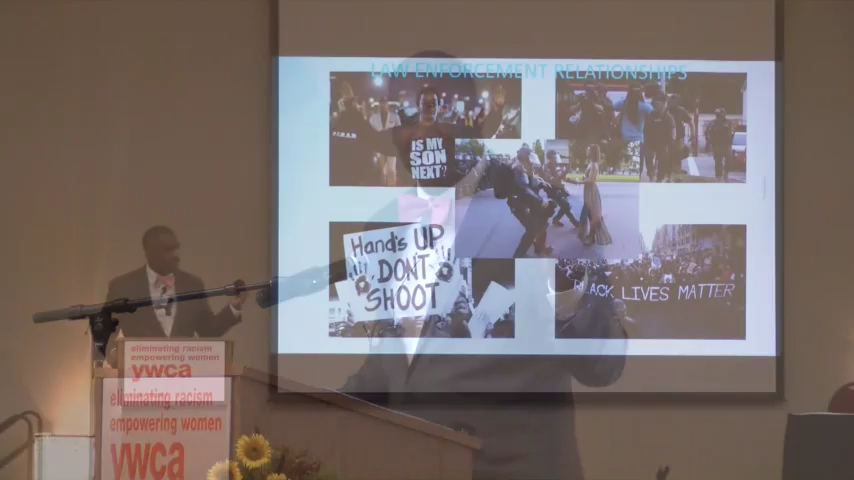 LAW ENFORCEMENT RELATIONSHIPS
IS MY
SON
NEXT?
Hand's UP
DON'T
SHOOT
BLACK LIVES MATTER
eliminating racism
empowering women
ywca
eliminating racism
empowering women
ywca